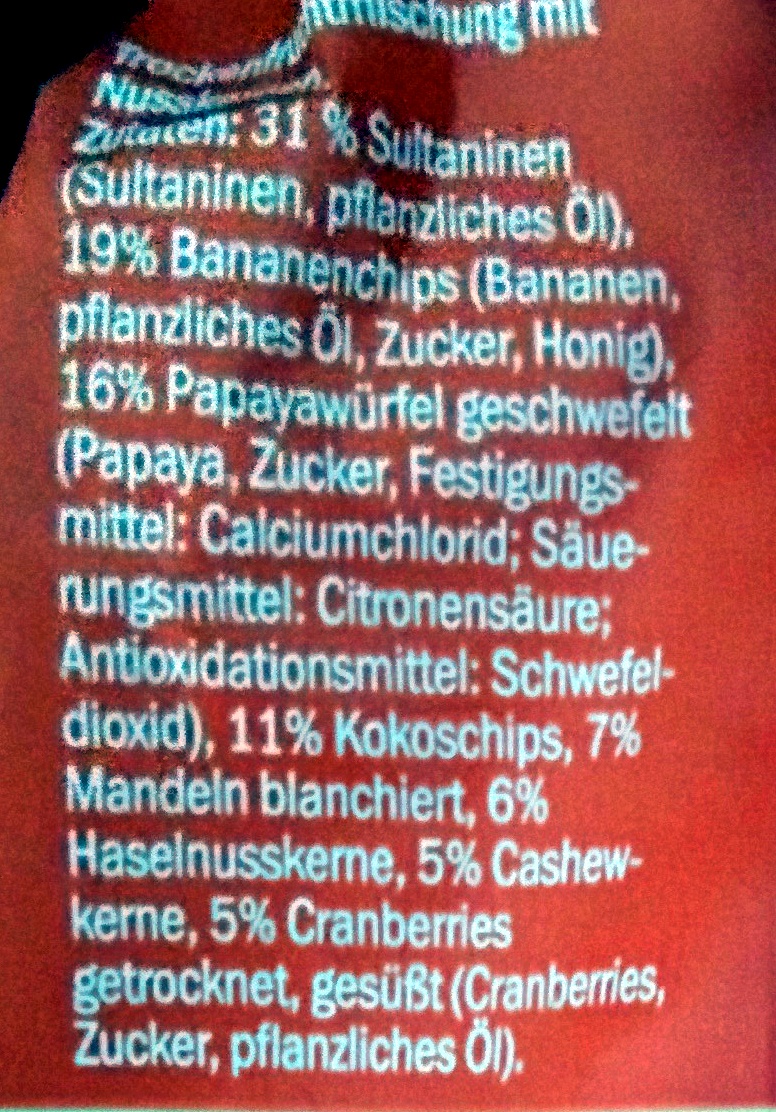 mit
Zutaten: 31 % Sultaninen
(Sultaninen, pflanzliches Öl),
19% Bananenchips (Bananen,
pflanzliches Öl, Zucker, Honig),
16% Papayawürfel geschwefelt
(Papaya, Zucker, Festigungs-
mittel: Calciumchlorid; Säue-
rungsmittel: Citronensäure;
Antioxidationsmittel: Schwefel-
dioxid), 11% Kokoschips, 7%
Mandeln blanchiert, 6%
Haselnusskerne, 5% Cashew-
kerne, 5% Cranberries
getrocknet, gesüßt (Cranberries,
Zucker, pflanzliches Öl).